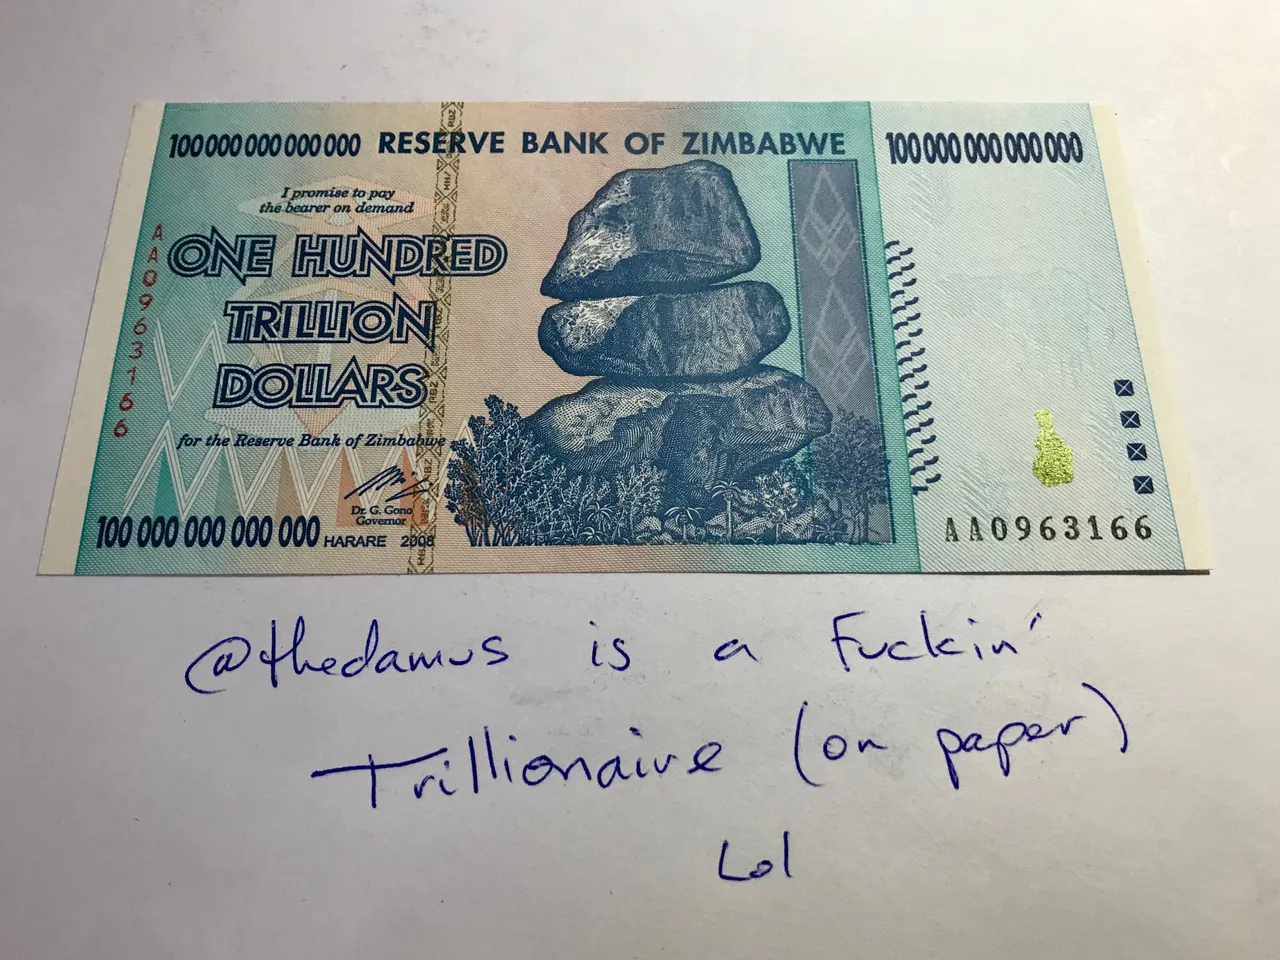 100 000 000 000 000 RESERVE BANK OF ZIMBABWE 100 000 000 000 000
I promise to pay
the bearer on demand
ONE HUNDRED
TRILLION
DOLLARS
AA0963166
for the Reserve Bank of Zimbabwe
Dr. G. Gono
Governor
100 000 000 000 000 HARARE 2008
AA0963166
RBZ
@thedamus is a Fuckin'
Trillionaire (on paper)
Lol